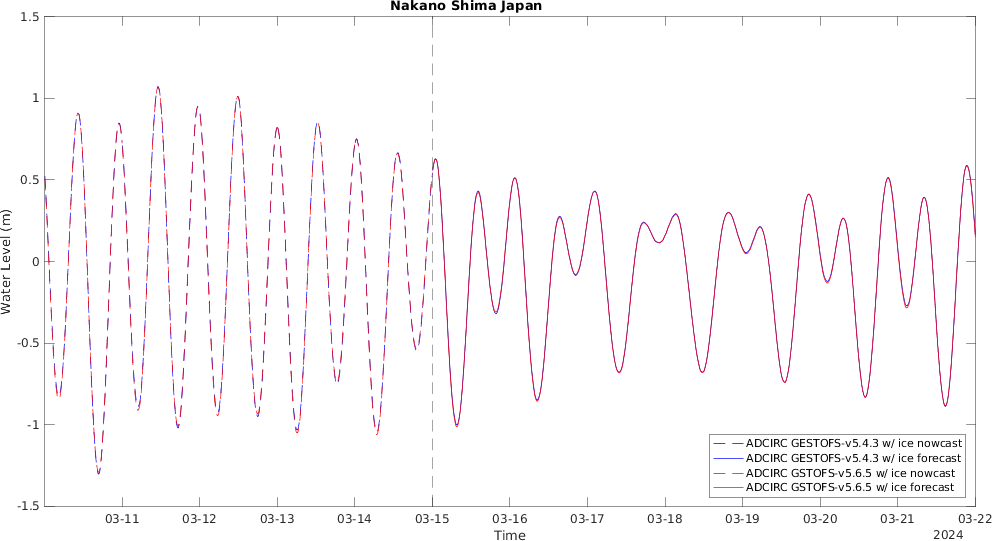 Nakano Shima Japan
1.5
1
0.5
0
-0.5
-1
-1.5
Water Level (m)
03-11 03-12 03-13 03-14 03-15 03-16 03-17 03-18 03-19 03-20 03-21 03-22
Time
2024
ADCIRC GESTOFS-v5.4.3 w/ ice nowcast
ADCIRC GESTOFS-v5.4.3 w/ ice forecast
ADCIRC GSTOFS-v5.6.5 w/ ice nowcast
ADCIRC GSTOFS-v5.6.5 w/ ice forecast